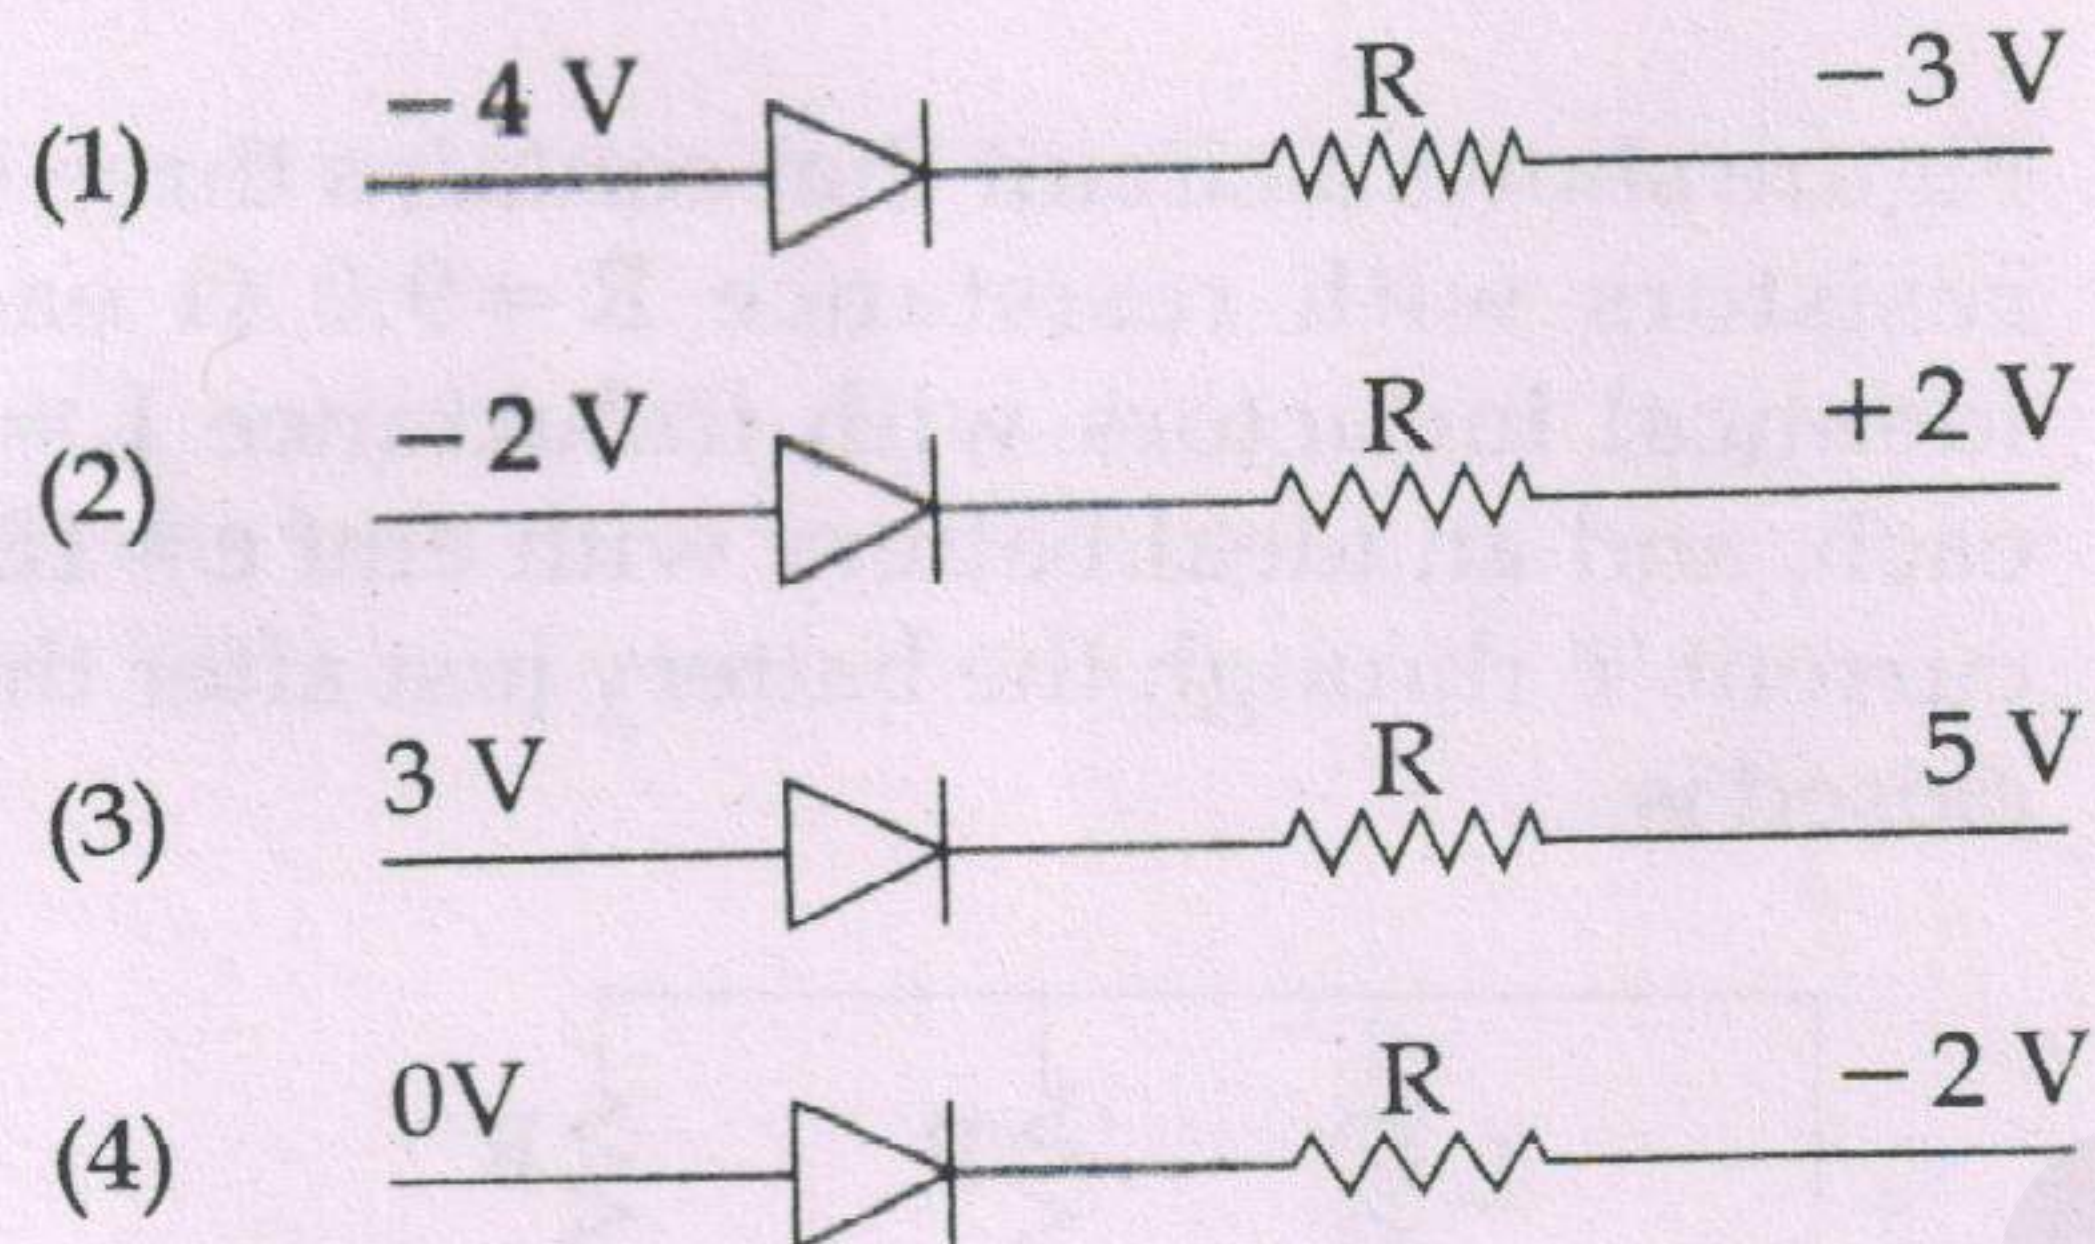 (1) – 4 V R – 3 V
(2) – 2 V R + 2 V
(3) 3 V R 5 V
(4) 0V R – 2 V